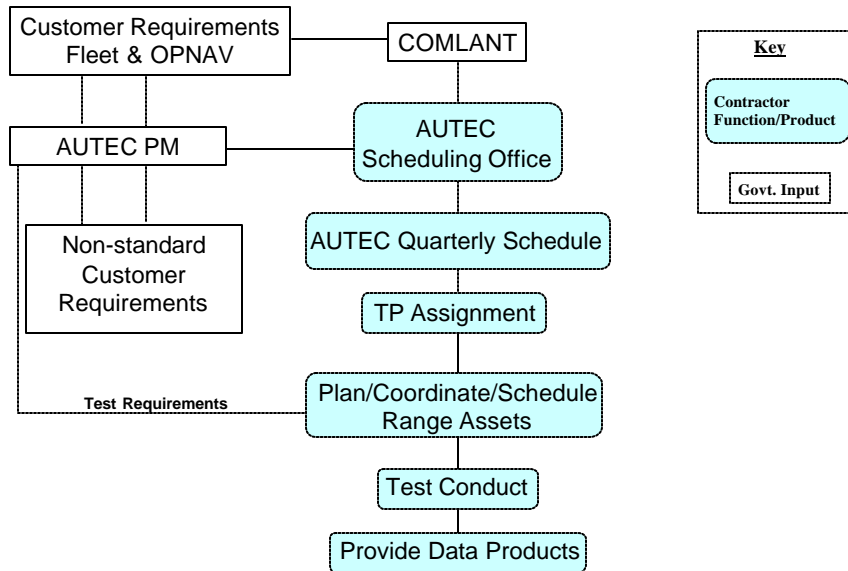 Customer Requirements
Fleet & OPNAV
COMLANT
Key
Contractor
Function/Product
Govt. Input
AUTEC
Scheduling Office
AUTEC PM
AUTEC Quarterly Schedule
Non-standard
Customer
Requirements
TP Assignment
Plan/Coordinate/Schedule
Range Assets
Test Requirements
Test Conduct
Provide Data Products